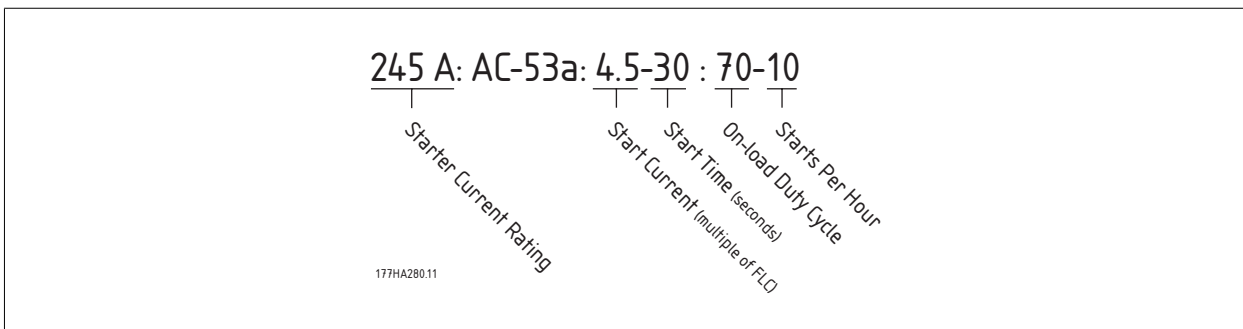 245 A: AC-53a: 4.5-30 : 70-10
Starter Current Rating
Start Current (multiple of FLC)
Start Time (seconds)
On-load Duty Cycle
Starts Per Hour
177HA280.11